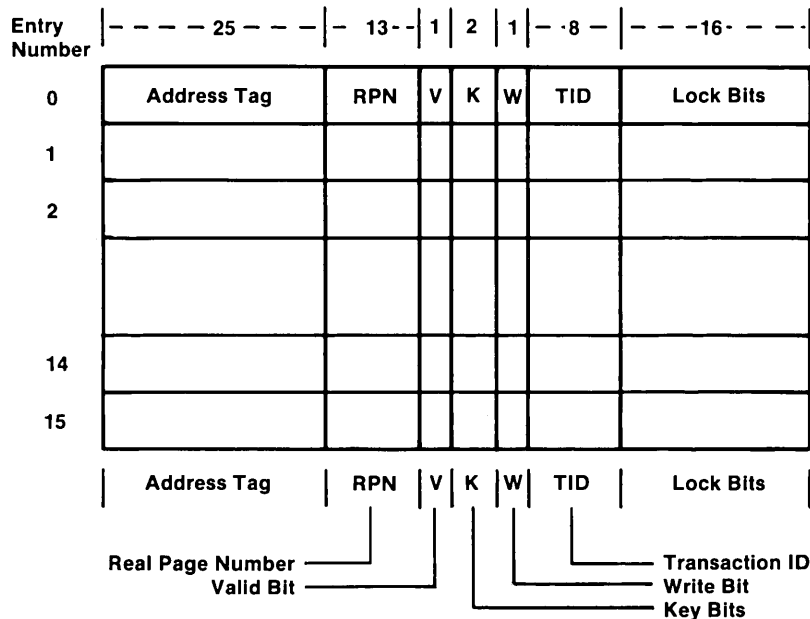 Entry Number
25 13 1 2 1 8 16
0 Address Tag RPN V K W TID Lock Bits
1
2
14
15
Address Tag RPN V K W TID Lock Bits
Real Page Number Transaction ID
Valid Bit Write Bit
Key Bits